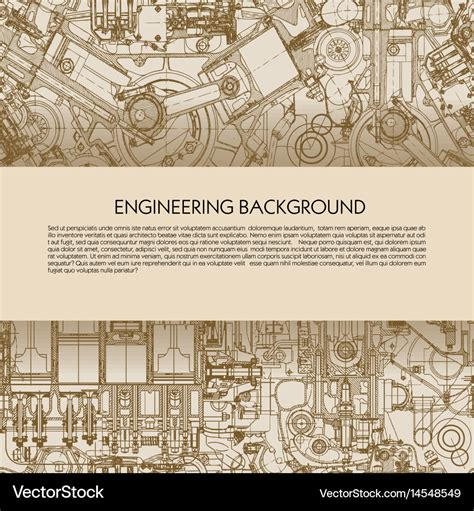 ENGINEERING BACKGROUND
Sed ut perspiciatis unde omnis iste natus error sit voluptatem accusantium doloremque laudantium, totam rem
aperiam, eaque ipsa quae ab illo inventore veritatis et quasi architecto beatae vitae dicta sunt explicabo. Nemo
enim ipsam voluptatem quia voluptas sit aspernatur aut odit aut fugit, sed quia consequuntur magni dolores eos
qui ratione voluptatem sequi nesciunt. Neque porro quisquam est, qui dolorem ipsum quia dolor sit amet,
consectetur, adipisci velit, sed quia non numquam eius modi tempora incidunt ut labore et dolore magnam
aliquam quaerat voluptatem. Ut enim ad minima veniam, quis nostrum exercitationem ullam corporis suscipit
laboriosam, nisi ut aliquid ex ea commodi consequatur? Quis autem vel eum iure reprehenderit qui in ea
voluptate velit esse quam nihil molestiae consequatur, vel illum qui dolorem eum fugiat quo voluptas nulla pariatur?
VectorStock®
VectorStock.com/14548549